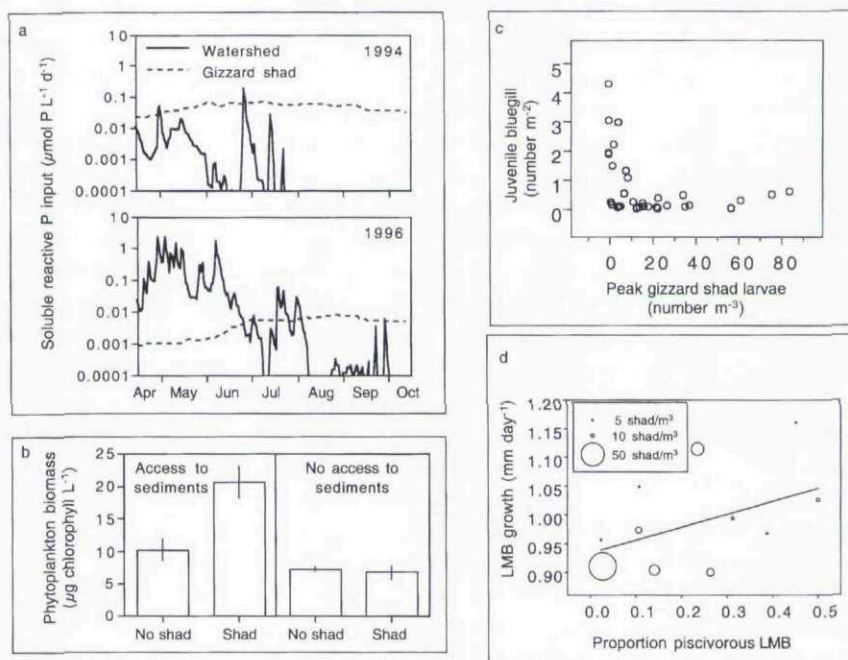 a
Soluble reactive P input (µmol P L⁻¹ d⁻¹)
10
1
0.1
0.01
0.001
0.0001
Watershed
Gizzard shad
1994
10
1
0.1
0.01
0.001
0.0001
1996
Apr May Jun Jul Aug Sep Oct
b
Phytoplankton biomass
(µg chlorophyll L⁻¹)
25
20
15
10
5
0
Access to
sediments
No access to
sediments
No shad Shad No shad Shad
c
Juvenile bluegill
(number m⁻²)
5
4
3
2
1
0
0 20 40 60 80
Peak gizzard shad larvae
(number m⁻³)
d
LMB growth (mm day⁻¹)
1.20
1.15
1.10
1.05
1.00
0.95
0.90
5 shad/m³
10 shad/m³
50 shad/m³
0.0 0.1 0.2 0.3 0.4 0.5
Proportion piscivorous LMB